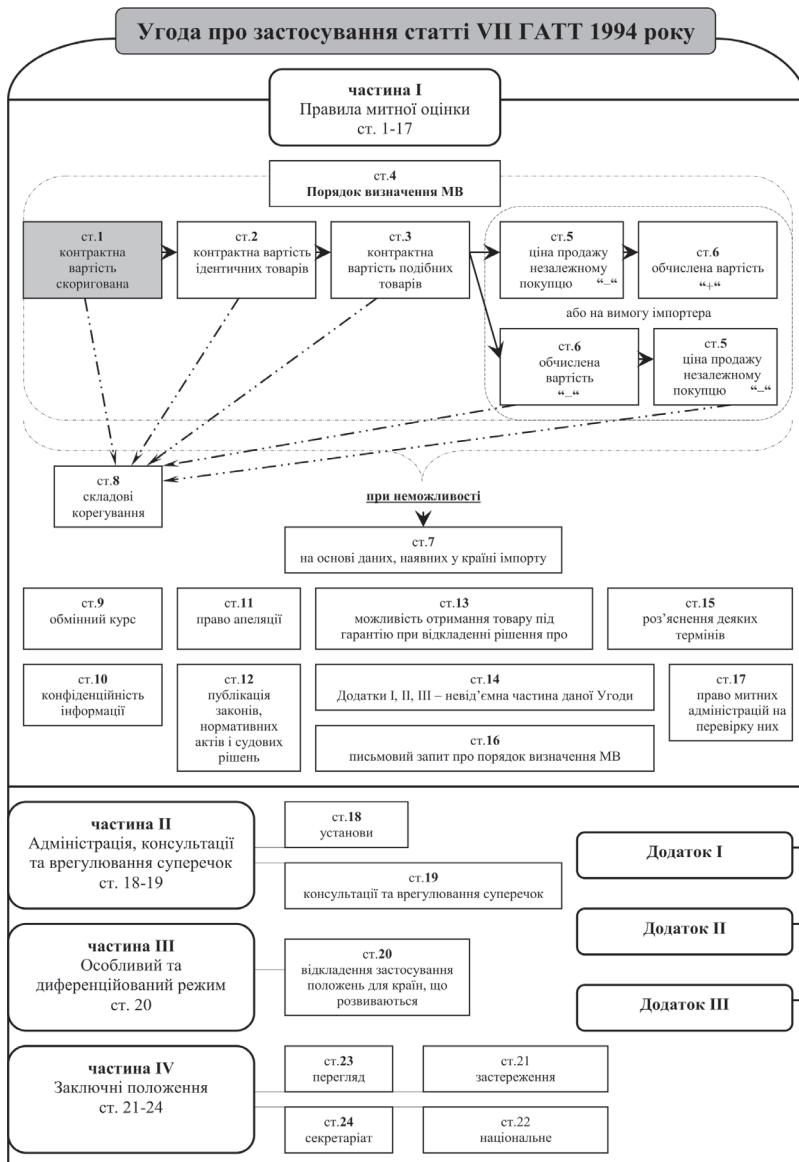 Угода про застосування статті VII ГАТТ 1994 року
частина I
Правила митної оцінки
ст. 1-17
ст.4
Порядок визначення МВ
ст.1
контрактна
вартість
скоригована
ст.2
контрактна вартість
ідентичних товарів
ст.3
контрактна
вартість подібних
товарів
ст.5
ціна продажу
незалежному
покупцю “–“
ст.6
обчислена вартість
“+“
або на вимогу імпортера
ст.6
обчислена
вартість
“–“
ст.5
ціна продажу
незалежному
покупцю “–“
ст.8
складові
корегування
при неможливості
ст.7
на основі даних, наявних у країні імпорту
ст.9
обмінний курс
ст.11
право апеляції
ст.13
можливість отримання товару під
гарантію при відкладенні рішення про
ст.15
роз’яснення деяких
термінів
ст.10
конфіденційність
інформації
ст.12
публікація
законів,
нормативних
актів і судових
рішень
ст.14
Додатки I, II, III – невід’ємна частина даної Угоди
ст.16
письмовий запит про порядок визначення МВ
ст.17
право митних
адміністрацій на
перевірку них
частина II
Адміністрація, консультації
та врегулювання суперечок
ст. 18-19
ст.18
установи
ст.19
консультації та врегулювання суперечок
частина III
Особливий та
диференційований режим
ст. 20
ст.20
відкладення застосування
положень для країн, що
розвиваються
частина IV
Заключні положення
ст. 21-24
ст.23
перегляд
ст.21
застереження
ст.24
секретаріат
ст.22
національне
Додаток I
Додаток II
Додаток III